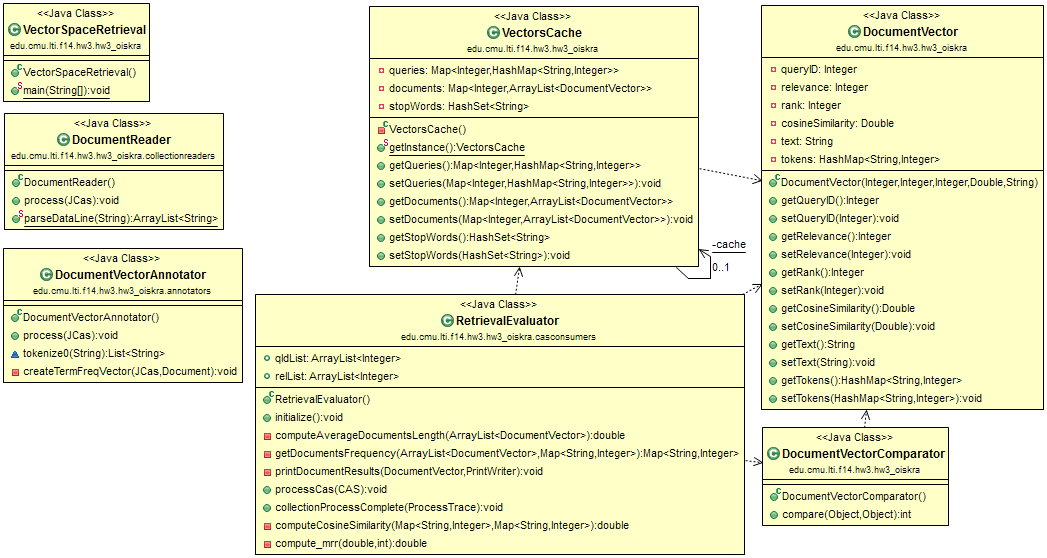 <<Java Class>>
VectorSpaceRetrieval
edu.cmu.lti.f14.hw3.hw3_oiskra
VectorSpaceRetrieval()
main(String[]):void
<<Java Class>>
DocumentReader
edu.cmu.lti.f14.hw3.hw3_oiskra.collectionreaders
DocumentReader()
process(JCas):void
parseDataLine(String):ArrayList<String>
<<Java Class>>
DocumentVectorAnnotator
edu.cmu.lti.f14.hw3.hw3_oiskra.annotators
DocumentVectorAnnotator()
process(JCas):void
tokenize0(String):List<String>
createTermFreqVector(JCas,Document):void
<<Java Class>>
VectorsCache
edu.cmu.lti.f14.hw3.hw3_oiskra
queries: Map<Integer,HashMap<String,Integer>>
documents: Map<Integer,ArrayList<DocumentVector>>
stopWords: HashSet<String>
VectorsCache()
getInstance():VectorsCache
getQueries():Map<Integer,HashMap<String,Integer>>
setQueries(Map<Integer,HashMap<String,Integer>>):void
getDocuments():Map<Integer,ArrayList<DocumentVector>>
setDocuments(Map<Integer,ArrayList<DocumentVector>>):void
getStopWords():HashSet<String>
setStopWords(HashSet<String>):void
-cache
0..1
<<Java Class>>
RetrievalEvaluator
edu.cmu.lti.f14.hw3.hw3_oiskra.casconsumers
qIdList: ArrayList<Integer>
relList: ArrayList<Integer>
RetrievalEvaluator()
initialize():void
computeAverageDocumentsLength(ArrayList<DocumentVector>):double
getDocumentsFrequency(ArrayList<DocumentVector>,Map<String,Integer>):Map<String,Integer>
printDocumentResults(DocumentVector,PrintWriter):void
processCas(CAS):void
collectionProcessComplete(ProcessTrace):void
computeCosineSimilarity(Map<String,Integer>,Map<String,Integer>):double
compute_mrr(double,int):double
<<Java Class>>
DocumentVector
edu.cmu.lti.f14.hw3.hw3_oiskra
queryID: Integer
relevance: Integer
rank: Integer
cosineSimilarity: Double
text: String
tokens: HashMap<String,Integer>
DocumentVector(Integer,Integer,Integer,Double,String)
getQueryID():Integer
setQueryID(Integer):void
getRelevance():Integer
setRelevance(Integer):void
getRank():Integer
setRank(Integer):void
getCosineSimilarity():Double
setCosineSimilarity(Double):void
getText():String
setText(String):void
getTokens():HashMap<String,Integer>
setTokens(HashMap<String,Integer>):void
<<Java Class>>
DocumentVectorComparator
edu.cmu.lti.f14.hw3.hw3_oiskra
DocumentVectorComparator()
compare(Object,Object):int